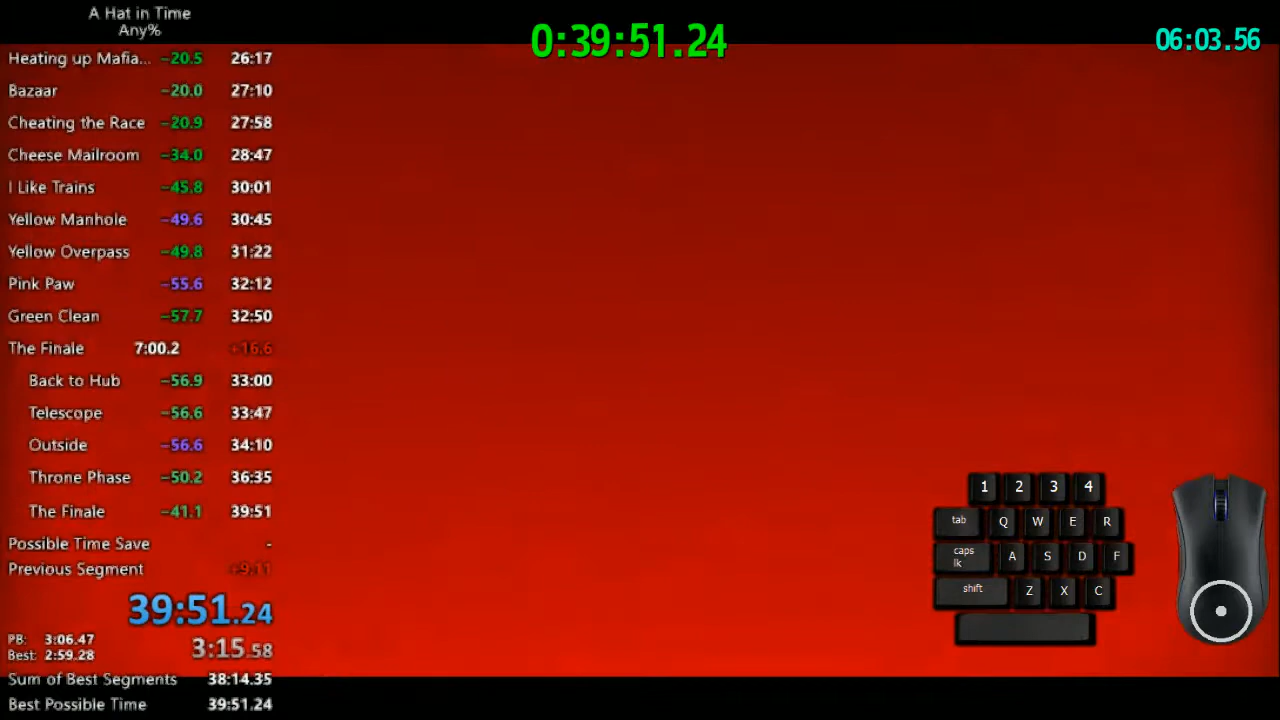 A Hat in Time
Any%
0:39:51.24
06:03.56
Heating up Mafia... -20.5 26:17
Bazaar -20.0 27:10
Cheating the Race -20.9 27:58
Cheese Mailroom -34.0 28:47
I Like Trains -45.8 30:01
Yellow Manhole -49.6 30:45
Yellow Overpass -49.8 31:22
Pink Paw -55.6 32:12
Green Clean -57.7 32:50
The Finale 7:00.2 +16.6
Back to Hub -56.9 33:00
Telescope -56.6 33:47
Outside -56.6 34:10
Throne Phase -50.2 36:35
The Finale -41.1 39:51
Possible Time Save -
Previous Segment +9.11
39:51.24
PB: 3:06.47
Best: 2:59.28
3:15.58
Sum of Best Segments 38:14.35
Best Possible Time 39:51.24
1 2 3 4
tab Q W E R
caps lk A S D F
shift Z X C